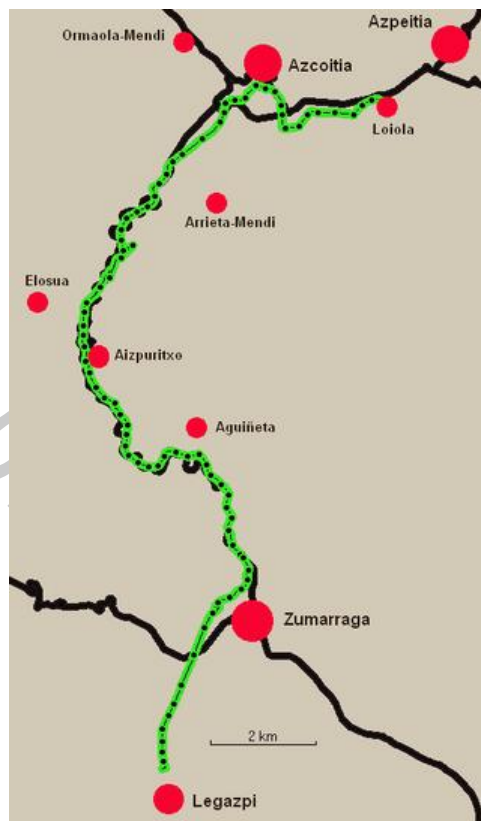 Azpeitia
Ormaola-Mendi
Azcoitia
Loiola
Arrieta-Mendi
Elosua
Aizpuritxo
Aguiñeta
Zumarraga
2 km
Legazpi